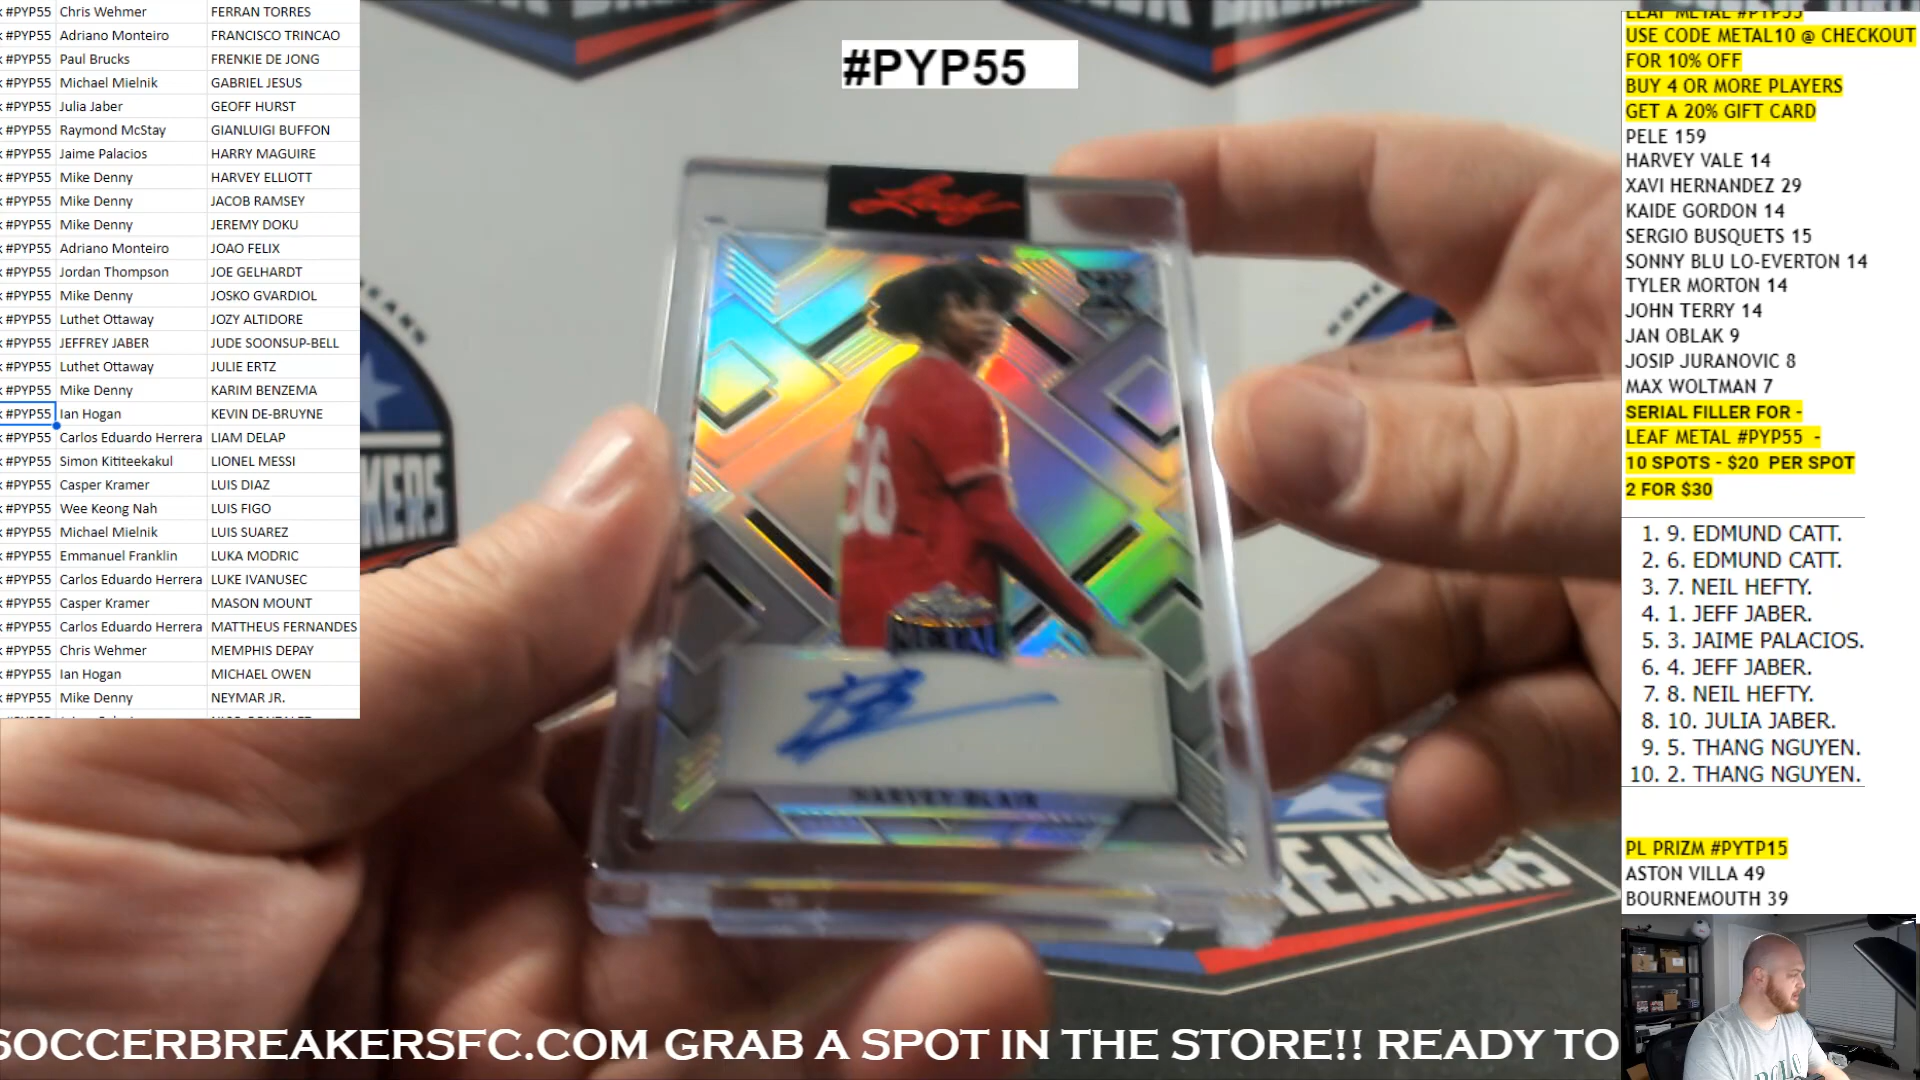 #PYP55 Chris Wehmer FERRAN TORRES
#PYP55 Adriano Monteiro FRANCISCO TRINCAO
#PYP55 Paul Brucks FRENKIE DE JONG
#PYP55 Michael Mielnik GABRIEL JESUS
#PYP55 Julia Jaber GEOFF HURST
#PYP55 Raymond McStay GIANLUIGI BUFFON
#PYP55 Jaime Palacios HARRY MAGUIRE
#PYP55 Mike Denny HARVEY ELLIOTT
#PYP55 Mike Denny JACOB RAMSEY
#PYP55 Mike Denny JEREMY DOKU
#PYP55 Adriano Monteiro JOAO FELIX
#PYP55 Jordan Thompson JOE GELHARDT
#PYP55 Mike Denny JOSKO GVARDIOL
#PYP55 Luthet Ottaway JOZY ALTIDORE
#PYP55 JEFFREY JABER JUDE SOONSUP-BELL
#PYP55 Luthet Ottaway JULIE ERTZ
#PYP55 Mike Denny KARIM BENZEMA
#PYP55 Ian Hogan KEVIN DE-BRUYNE
#PYP55 Carlos Eduardo Herrera LIAM DELAP
#PYP55 Simon Kititeekakul LIONEL MESSI
#PYP55 Casper Kramer LUIS DIAZ
#PYP55 Wee Keong Nah LUIS FIGO
#PYP55 Michael Mielnik LUIS SUAREZ
#PYP55 Emmanuel Franklin LUKA MODRIC
#PYP55 Carlos Eduardo Herrera LUKE IVANUSEC
#PYP55 Casper Kramer MASON MOUNT
#PYP55 Carlos Eduardo Herrera MATTHEUS FERNANDES
#PYP55 Chris Wehmer MEMPHIS DEPAY
#PYP55 Ian Hogan MICHAEL OWEN
#PYP55 Mike Denny NEYMAR JR.
#PYP55
Leaf
56
METAL
HARVEY BLAIR
BREAKERS
REAKERS
LEAF METAL #PYP55
USE CODE METAL10 @ CHECKOUT
FOR 10% OFF
BUY 4 OR MORE PLAYERS
GET A 20% GIFT CARD
PELE 159
HARVEY VALE 14
XAVI HERNANDEZ 29
KAIDE GORDON 14
SERGIO BUSQUETS 15
SONNY BLU LO-EVERTON 14
TYLER MORTON 14
JOHN TERRY 14
JAN OBLAK 9
JOSIP JURANOVIC 8
MAX WOLTMAN 7
SERIAL FILLER FOR -
LEAF METAL #PYP55 -
10 SPOTS - $20 PER SPOT
2 FOR $30
1. 9. EDMUND CATT.
2. 6. EDMUND CATT.
3. 7. NEIL HEFTY.
4. 1. JEFF JABER.
5. 3. JAIME PALACIOS.
6. 4. JEFF JABER.
7. 8. NEIL HEFTY.
8. 10. JULIA JABER.
9. 5. THANG NGUYEN.
10. 2. THANG NGUYEN.
PL PRIZM #PYTP15
ASTON VILLA 49
BOURNEMOUTH 39
SOCCERBREAKERSFC.COM GRAB A SPOT IN THE STORE!! READY TO